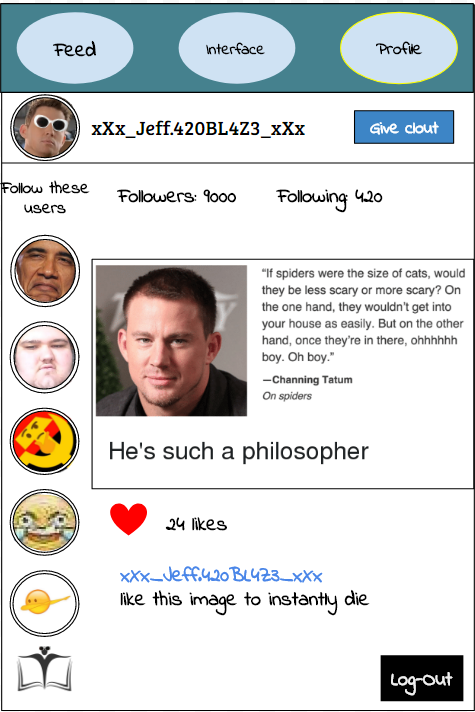 Feed
Interface
Profile
xXx_Jeff.420BL4Z3_xXx
Give clout
Follow these
users
Followers: 9000
Following: 420
"If spiders were the size of cats, would
they be less scary or more scary? On
the one hand, they wouldn't get into
your house as easily. But on the other
hand, once they're in there, ohhhhhh
boy. Oh boy."
—Channing Tatum
On spiders
He's such a philosopher
24 likes
xXx_Jeff.420BL4Z3_xXx
like this image to instantly die
Log-Out